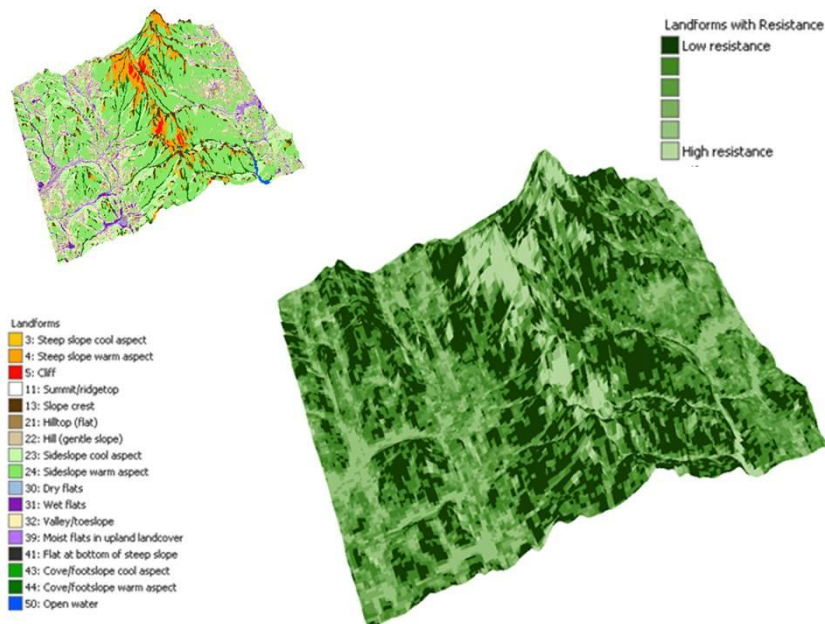 Landforms with Resistance
Low resistance
High resistance
Landforms
3: Steep slope cool aspect
4: Steep slope warm aspect
5: Cliff
11: Summit/ridgetop
13: Slope crest
21: Hilltop (flat)
22: Hill (gentle slope)
23: Sideslope cool aspect
24: Sideslope warm aspect
30: Dry flats
31: Wet flats
32: Valley/toeslope
39: Moist flats in upland landcover
41: Flat at bottom of steep slope
43: Cove/footslope cool aspect
44: Cove/footslope warm aspect
50: Open water